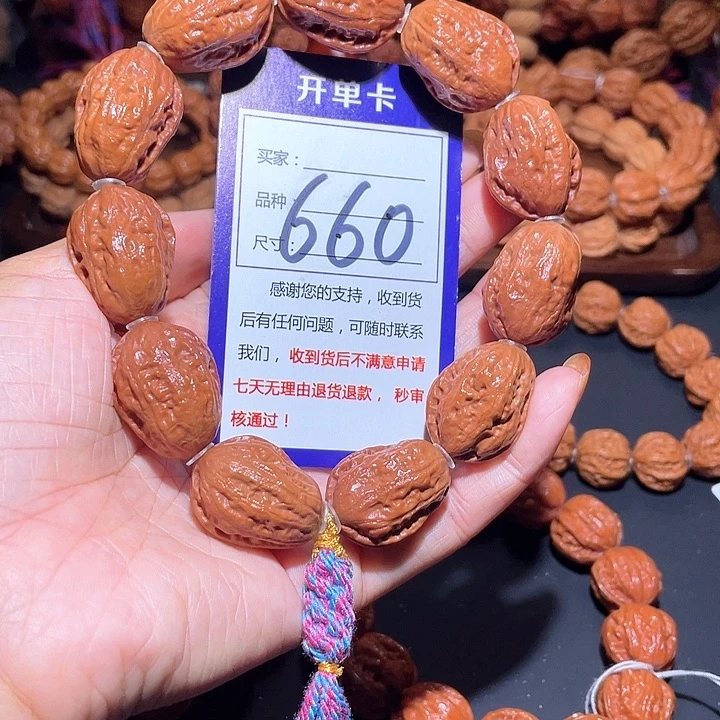 开单卡
买家：
品种：
尺寸：
660
感谢您的支持，收到货
后有任何问题，可随时联系
我们，收到货后不满意申请
七天无理由退货退款，秒审
核通过！